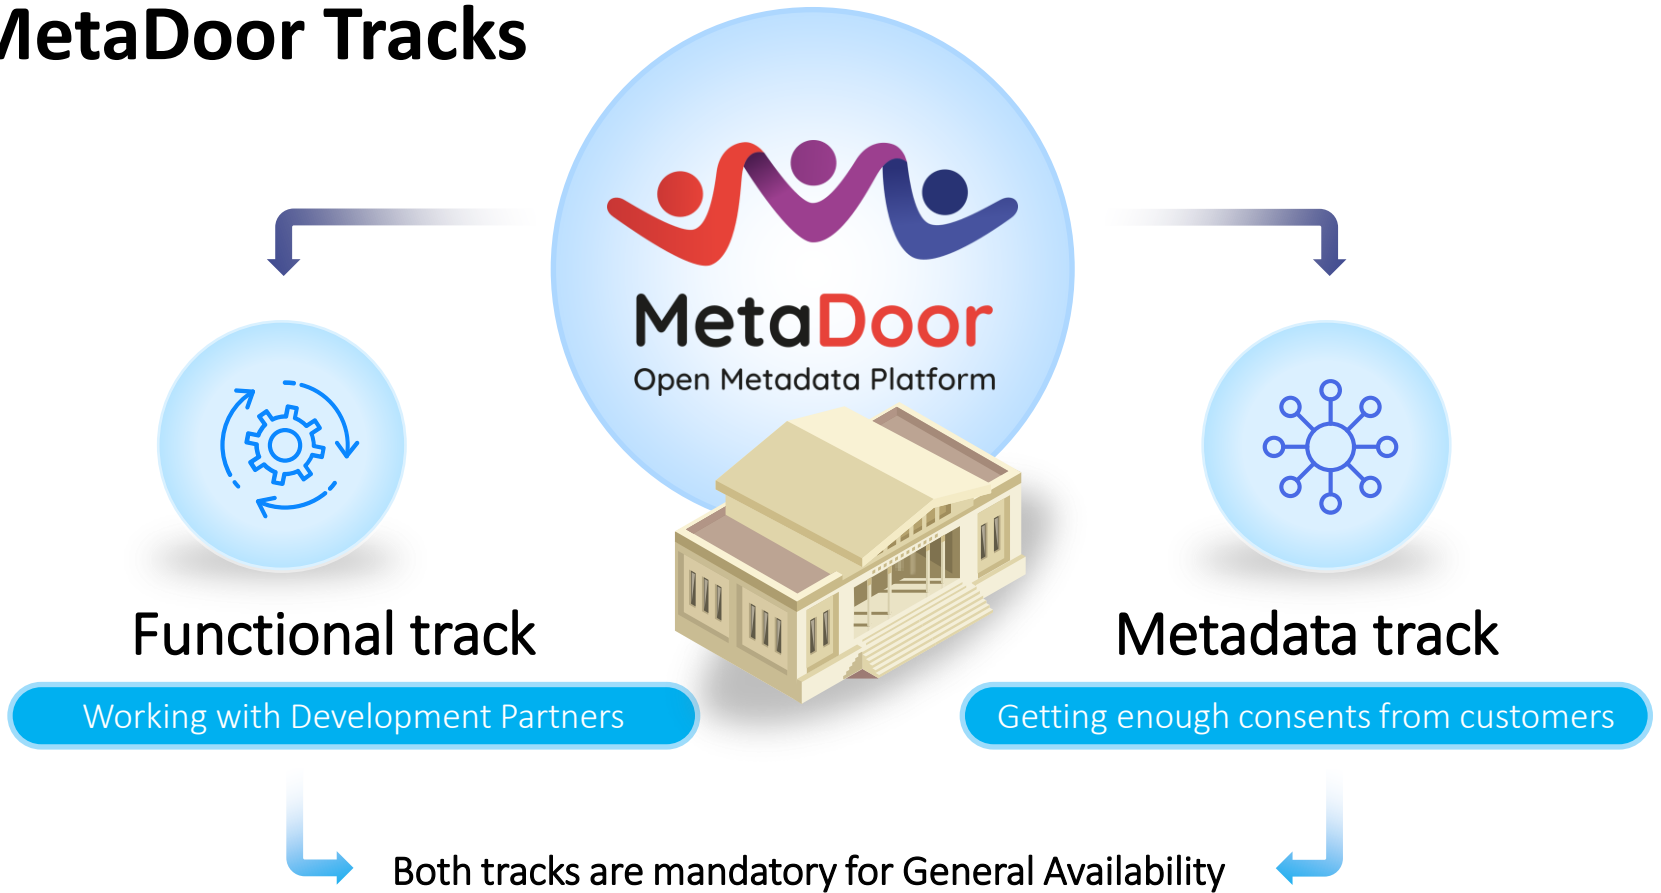 MetaDoor Tracks
MetaDoor
Open Metadata Platform
Functional track
Metadata track
Working with Development Partners
Getting enough consents from customers
Both tracks are mandatory for General Availability